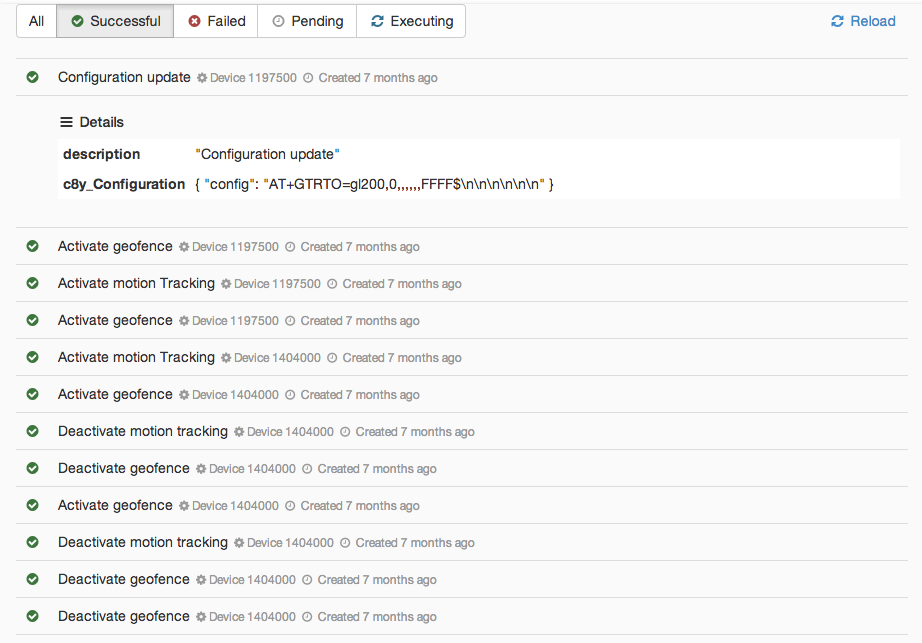 All Successful Failed Pending Executing Reload
Configuration update Device 1197500 Created 7 months ago
Details
description "Configuration update"
c8y_Configuration { "config": "AT+GTRTO=gl200,0,,,,,,FFFF$\n\n\n\n\n\n" }
Activate geofence Device 1197500 Created 7 months ago
Activate motion Tracking Device 1197500 Created 7 months ago
Activate geofence Device 1197500 Created 7 months ago
Activate motion Tracking Device 1404000 Created 7 months ago
Activate geofence Device 1404000 Created 7 months ago
Deactivate motion tracking Device 1404000 Created 7 months ago
Deactivate geofence Device 1404000 Created 7 months ago
Activate geofence Device 1404000 Created 7 months ago
Deactivate motion tracking Device 1404000 Created 7 months ago
Deactivate geofence Device 1404000 Created 7 months ago
Deactivate geofence Device 1404000 Created 7 months ago